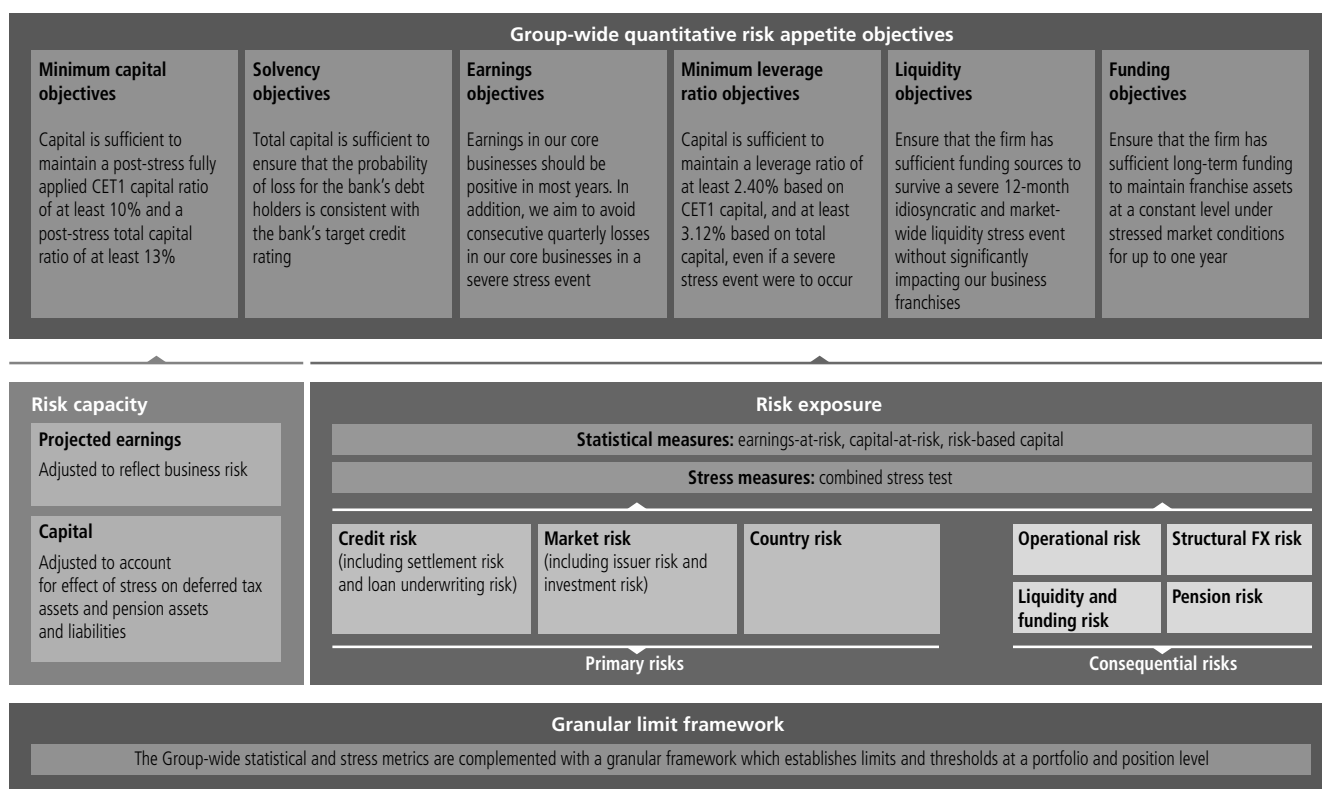 Group-wide quantitative risk appetite objectives
Minimum capital
objectives
Capital is sufficient to
maintain a post-stress fully
applied CET1 capital ratio
of at least 10% and a
post-stress total capital
ratio of at least 13%
Solvency
objectives
Total capital is sufficient to
ensure that the probability
of loss for the bank’s debt
holders is consistent with
the bank’s target credit
rating
Earnings
objectives
Earnings in our core
businesses should be
positive in most years. In
addition, we aim to avoid
consecutive quarterly losses
in our core businesses in a
severe stress event
Minimum leverage
ratio objectives
Capital is sufficient to
maintain a leverage ratio of
at least 2.40% based on
CET1 capital, and at least
3.12% based on total
capital, even if a severe
stress event were to occur
Liquidity
objectives
Ensure that the firm has
sufficient funding sources to
survive a severe 12-month
idiosyncratic and market-
wide liquidity stress event
without significantly
impacting our business
franchises
Funding
objectives
Ensure that the firm has
sufficient long-term funding
to maintain franchise assets
at a constant level under
stressed market conditions
for up to one year
Risk capacity
Projected earnings
Adjusted to reflect business risk
Capital
Adjusted to account
for effect of stress on deferred tax
assets and pension assets
and liabilities
Risk exposure
Statistical measures: earnings-at-risk, capital-at-risk, risk-based capital
Stress measures: combined stress test
Credit risk
(including settlement risk
and loan underwriting risk)
Market risk
(including issuer risk and
investment risk)
Country risk
Primary risks
Operational risk
Structural FX risk
Liquidity and
funding risk
Pension risk
Consequential risks
Granular limit framework
The Group-wide statistical and stress metrics are complemented with a granular framework which establishes limits and thresholds at a portfolio and position level